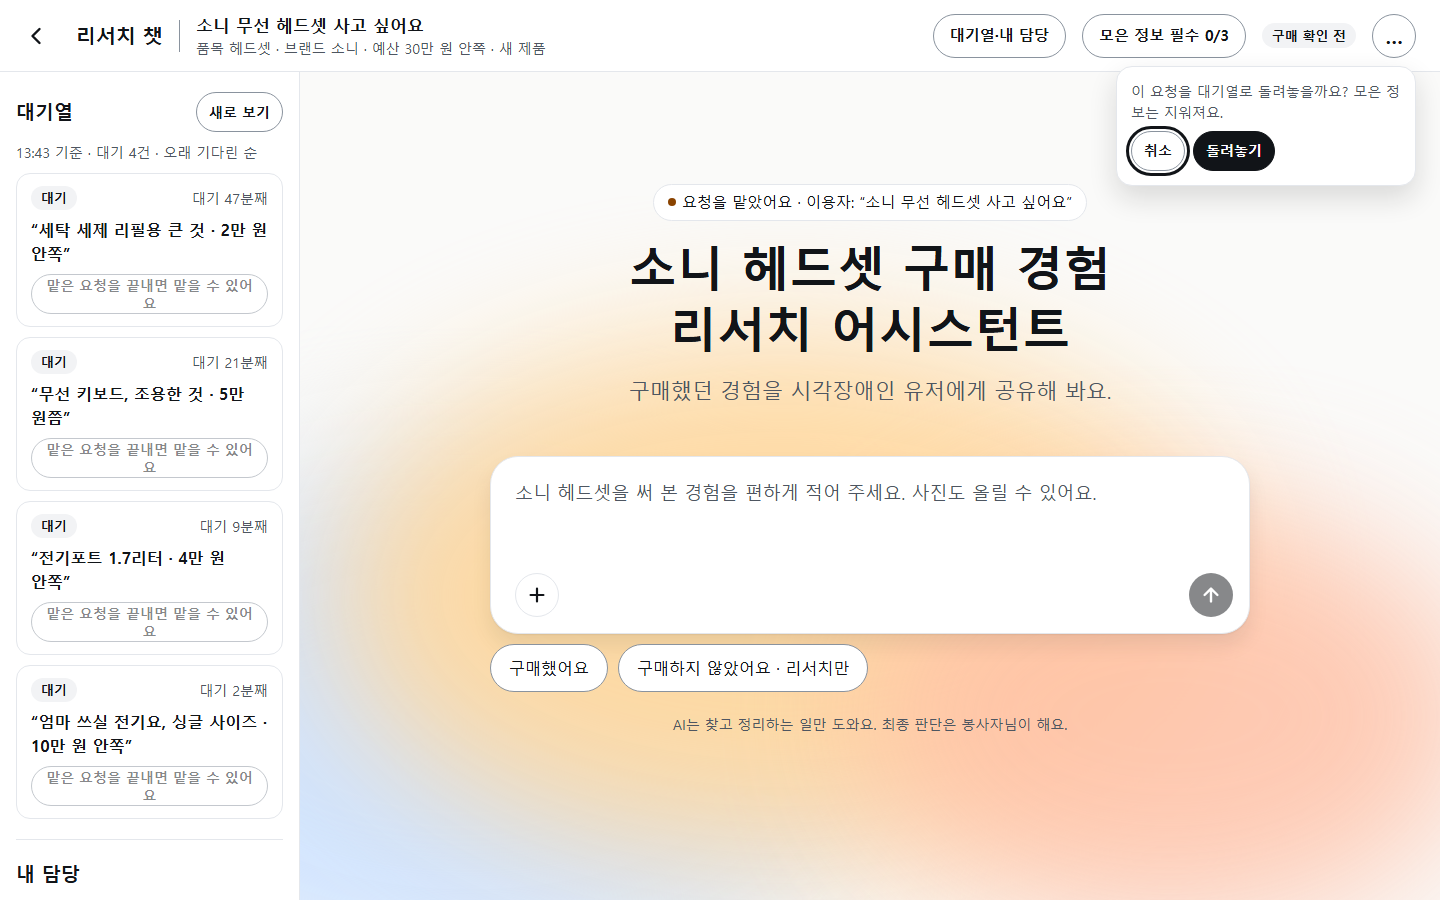 리서치 챗
소니 무선 헤드셋 사고 싶어요
품목 헤드셋 · 브랜드 소니 · 예산 30만 원 안쪽 · 새 제품
대기열·내 담당
모은 정보 필수 0/3
구매 확인 전
...
이 요청을 대기열로 돌려놓을까요? 모은 정
보는 지워져요.
취소
돌려놓기
대기열
새로 보기
13:43 기준 · 대기 4건 · 오래 기다린 순
대기
대기 47분째
“세탁 세제 리필용 큰 것 · 2만 원
안쪽”
맡은 요청을 끝내면 맡을 수 있어
요
대기
대기 21분째
“무선 키보드, 조용한 것 · 5만
원쯤”
맡은 요청을 끝내면 맡을 수 있어
요
대기
대기 9분째
“전기포트 1.7리터 · 4만 원
안쪽”
맡은 요청을 끝내면 맡을 수 있어
요
대기
대기 2분째
“엄마 쓰실 전기요, 싱글 사이즈 ·
10만 원 안쪽”
맡은 요청을 끝내면 맡을 수 있어
요
내 담당
요청을 맡았어요 · 이용자: “소니 무선 헤드셋 사고 싶어요”
소니 헤드셋 구매 경험
리서치 어시스턴트
구매했던 경험을 시각장애인 유저에게 공유해 봐요.
소니 헤드셋을 써 본 경험을 편하게 적어 주세요. 사진도 올릴 수 있어요.
구매했어요
구매하지 않았어요 · 리서치만
AI는 찾고 정리하는 일만 도와요. 최종 판단은 봉사자님이 해요.